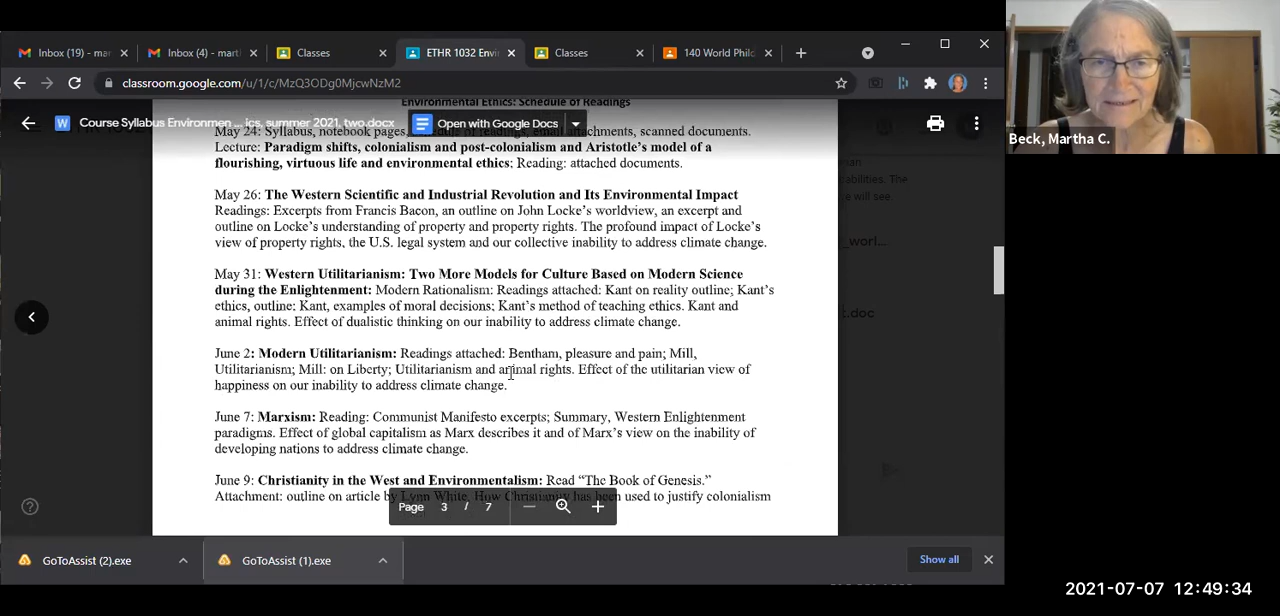 Inbox (19) - mar
Inbox (4) - mart
Classes
ETHR 1032 Envi
Classes
140 World Philo
classroom.google.com/u/1/c/MzQ3ODg0MjcwNzM2
Beck, Martha C.
Environmental Ethics: Schedule of Readings
Course Syllabus Environmen ... ics, summer 2021, two.docx
Open with Google Docs
May 24: Syllabus, notebook pages, attachments, scanned documents.
Lecture: Paradigm shifts, clonialism and post-colonialism and Aristotle's model of a
flourishing, virtuous life and environmental ethics; Reading: attached documents.
May 26: The Western Scientific and Industrial Revolution and Its Environmental Impact
Readings: Excerpts from Francis Bacon, an outline on John Locke's worldview, an excerpt and
outline on Locke's understanding of property and property rights. The profound impact of Locke's
view of property rights, the U.S. legal system and our collective inability to address climate change.
May 31: Western Utilitarianism: Two More Models for Culture Based on Modern Science
during the Enlightenment: Modern Rationalism: Readings attached: Kant on reality outline; Kant's
ethics, outline; Kant, examples of moral decisions; Kant's method of teaching ethics. Kant and
animal rights. Effect of dualistic thinking on our inability to address climate change.
June 2: Modern Utilitarianism: Readings attached: Bentham, pleasure and pain; Mill,
Utilitarianism; Mill: on Liberty; Utilitarianism and animal rights. Effect of the utilitarian view of
happiness on our inability to address climate change.
June 7: Marxism: Reading: Communist Manifesto excerpts; Summary, Western Enlightenment
paradigms. Effect of global capitalism as Marx describes it and of Marx's view on the inability of
developing nations to address climate change.
June 9: Christianity in the West and Environmentalism: Read "The Book of Genesis."
Attachment: outline on article by Lynn White. How Christianity has been used to justify colonialism
Page 3 / 7
abilities. The
e will see.
_worl...
t.doc
GoToAssist (2).exe
GoToAssist (1).exe
Show all
2021-07-07 12:49:34